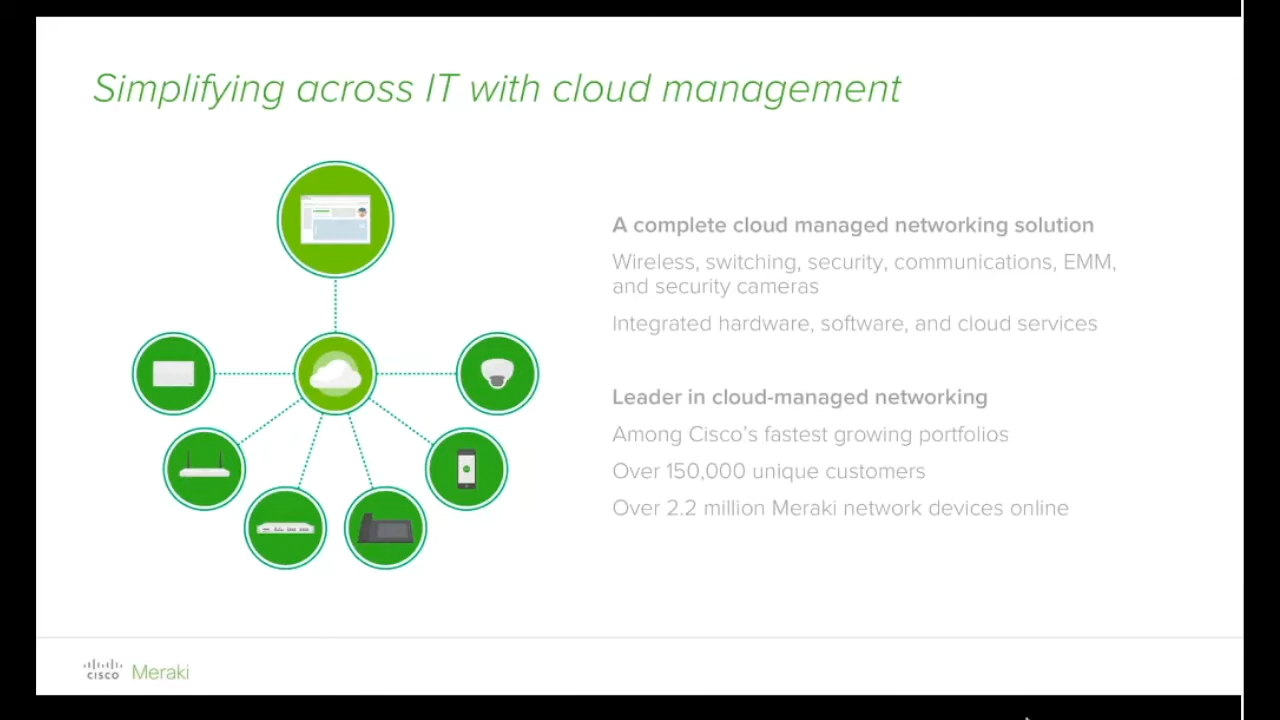 Simplifying across IT with cloud management
A complete cloud managed networking solution
Wireless, switching, security, communications, EMM,
and security cameras
Integrated hardware, software, and cloud services
Leader in cloud-managed networking
Among Cisco's fastest growing portfolios
Over 150,000 unique customers
Over 2.2 million Meraki network devices online
cisco Meraki